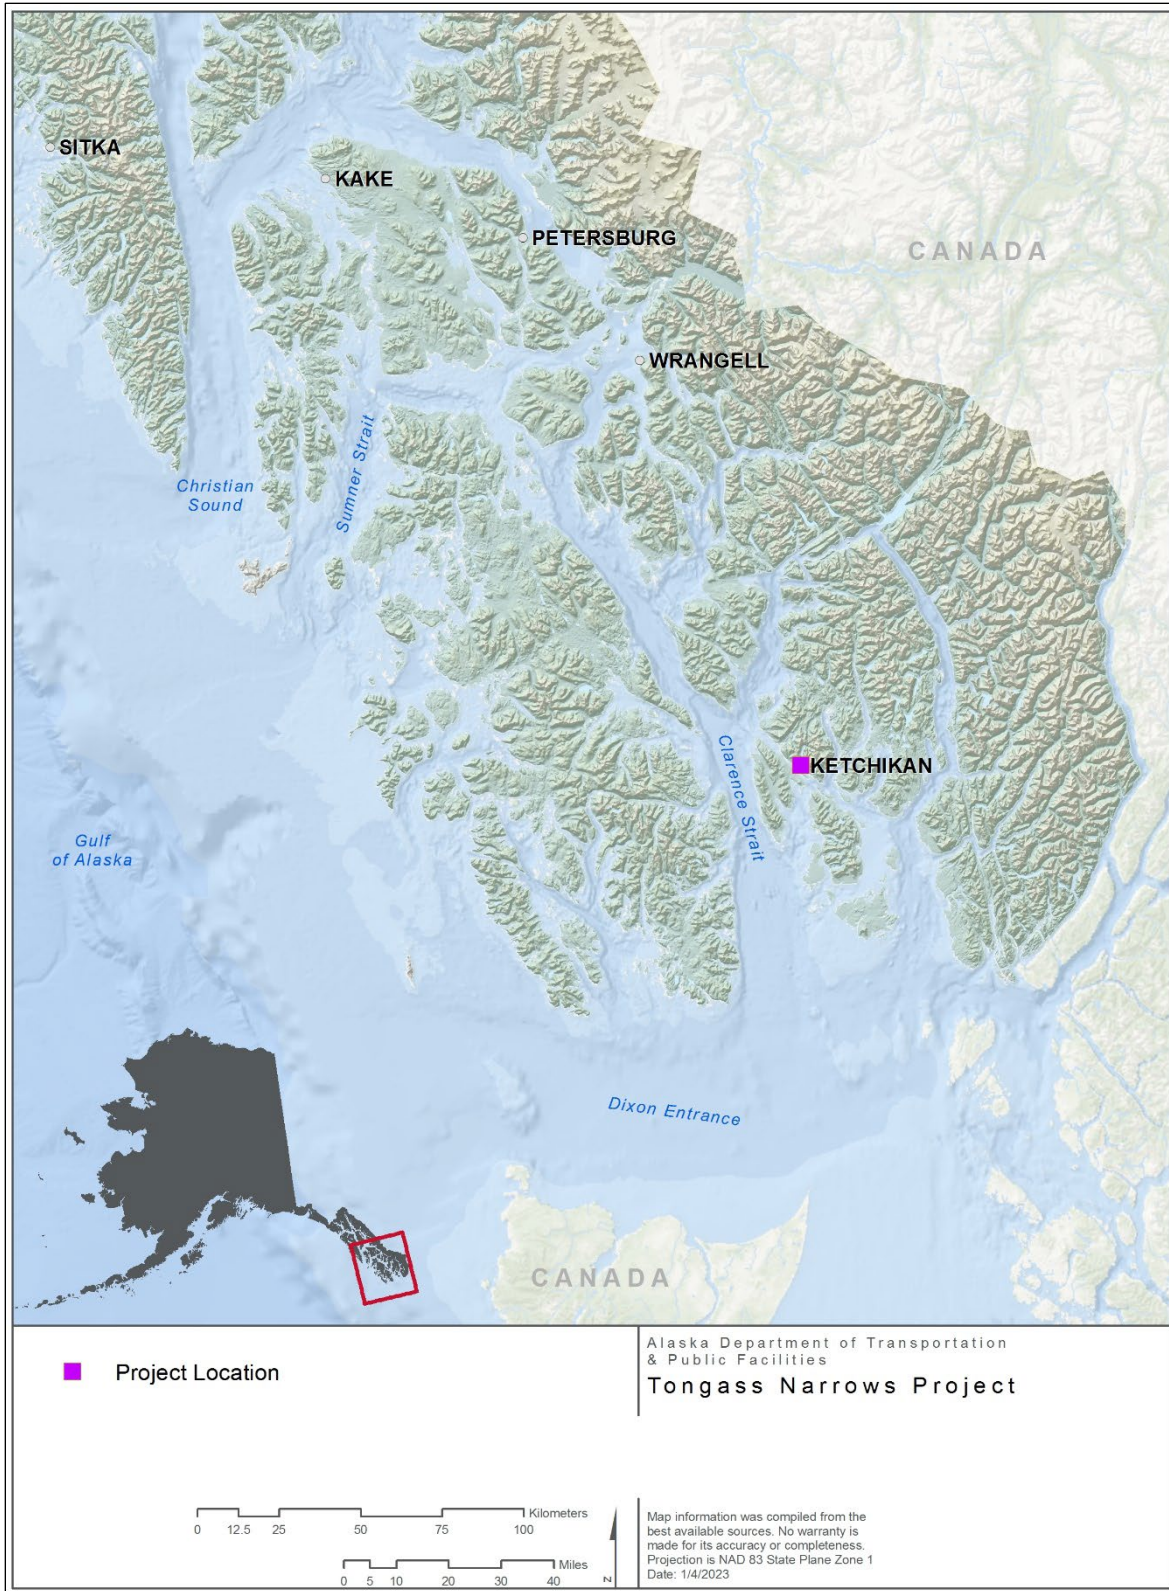 SITKA
KAKE
PETERSBURG
CANADA
WRANGELL
Christian
Sound
Sumner Strait
Clarence Strait
KETCHIKAN
Gulf
of Alaska
Dixon Entrance
CANADA
Project Location
Alaska Department of Transportation
& Public Facilities
Tongass Narrows Project
Kilometers
0 12.5 25 50 75 100
Miles
0 5 10 20 30 40
N
Map information was compiled from the
best available sources. No warranty is
made for its accuracy or completeness.
Projection is NAD 83 State Plane Zone 1
Date: 1/4/2023